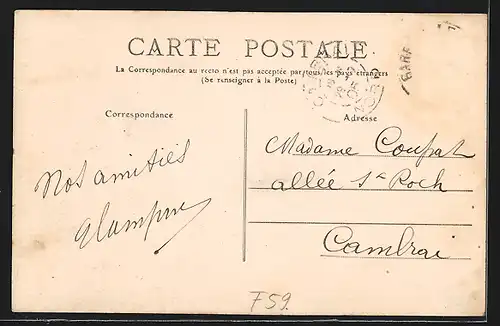 CARTE POSTALE
La Correspondance au recto n'est pas acceptée par tous les pays étrangers
(Se renseigner à la Poste)
Correspondance
Adresse
Madame Coupat
allée St Roch
Cambrai
Nos amitiés
F59.